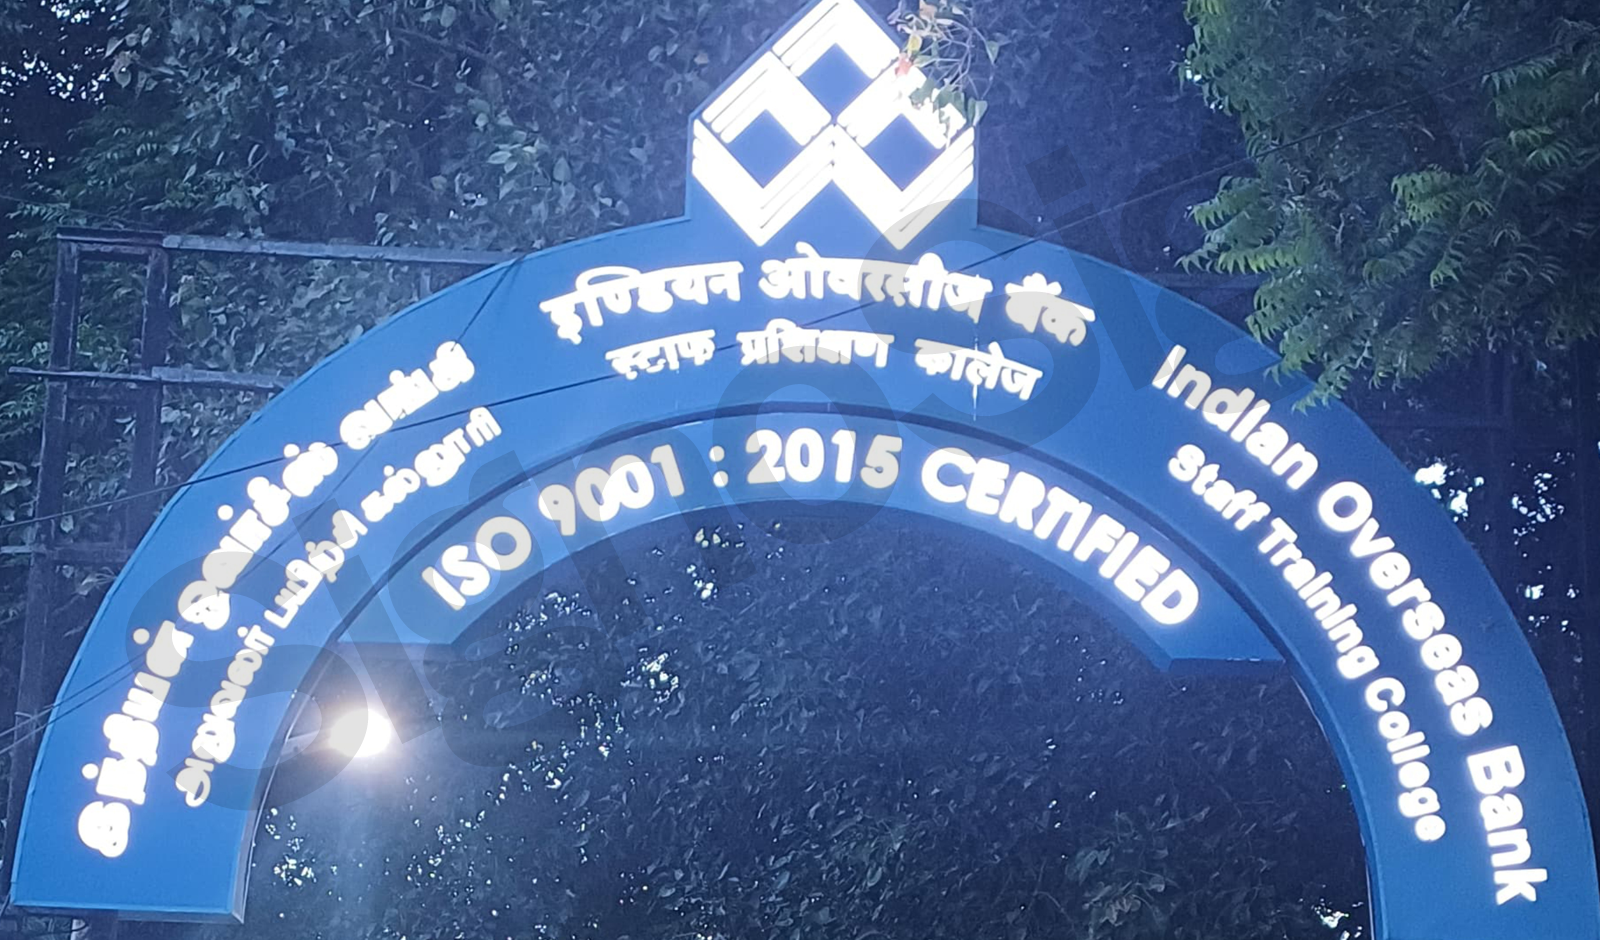 இந்தியன் ஓவர்சீஸ் வங்கி
அலுவலர் பயிற்சி கல்லூரி
इण्डियन ओवरसीज बैंक
स्टाफ प्रशिक्षण कालेज
Indian Overseas Bank
Staff Training College
ISO 9001 : 2015 CERTIFIED